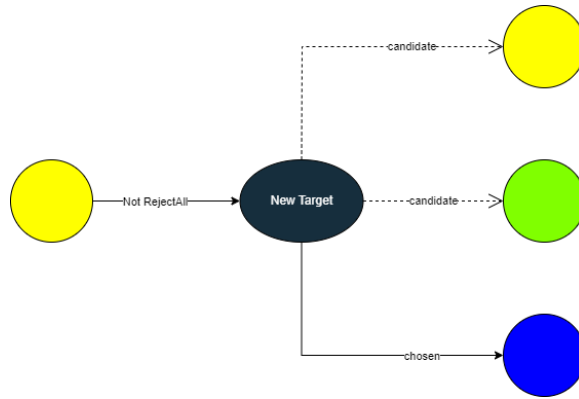 candidate
Not RejectAll
New Target
candidate
chosen